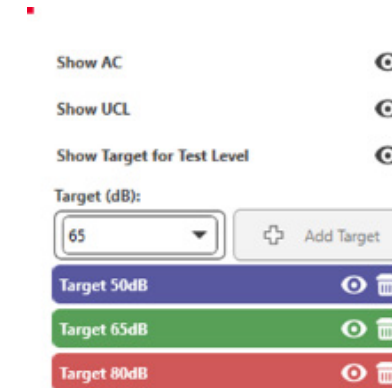 Show AC
Show UCL
Show Target for Test Level
Target (dB):
65
Add Target
Target 50dB
Target 65dB
Target 80dB